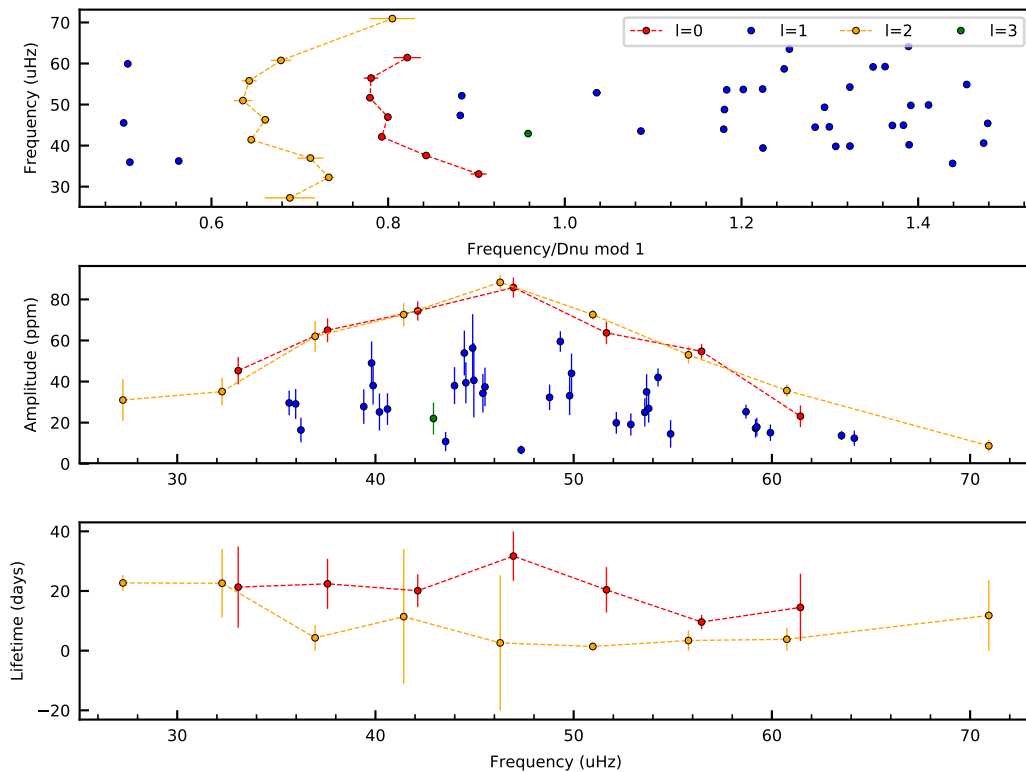 l=0 l=1 l=2 l=3
70
60
50
40
30
Frequency (uHz)
0.6 0.8 1.0 1.2 1.4
Frequency/Dnu mod 1
80
60
40
20
0
Amplitude (ppm)
30 40 50 60 70
40
20
0
−20
Lifetime (days)
30 40 50 60 70
Frequency (uHz)